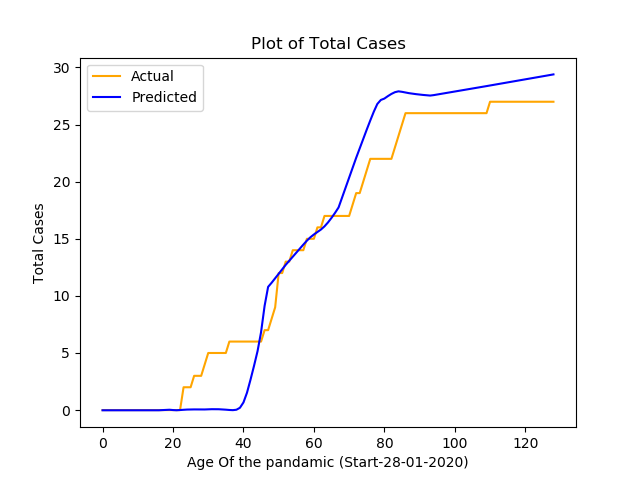 Plot of Total Cases
Actual
Predicted
30
25
20
15
10
5
0
Total Cases
0 20 40 60 80 100 120
Age Of the pandamic (Start-28-01-2020)